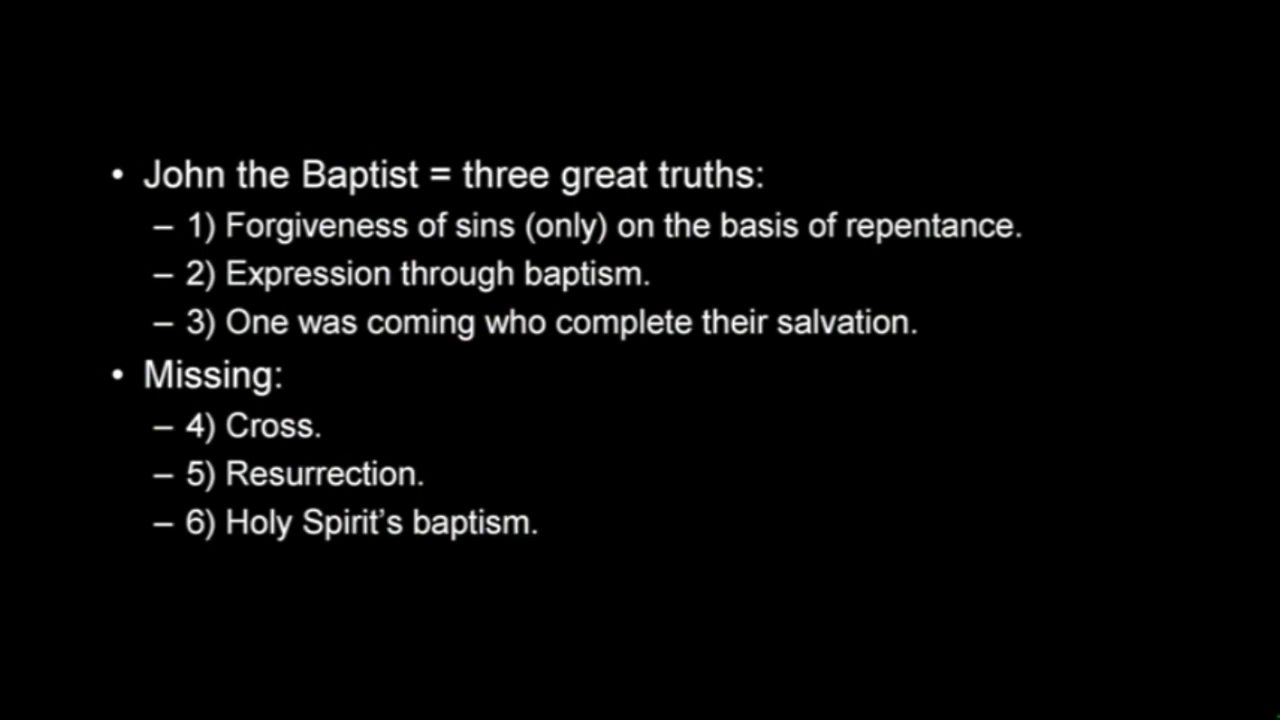 • John the Baptist = three great truths:
– 1) Forgiveness of sins (only) on the basis of repentance.
– 2) Expression through baptism.
– 3) One was coming who complete their salvation.
• Missing:
– 4) Cross.
– 5) Resurrection.
– 6) Holy Spirit’s baptism.